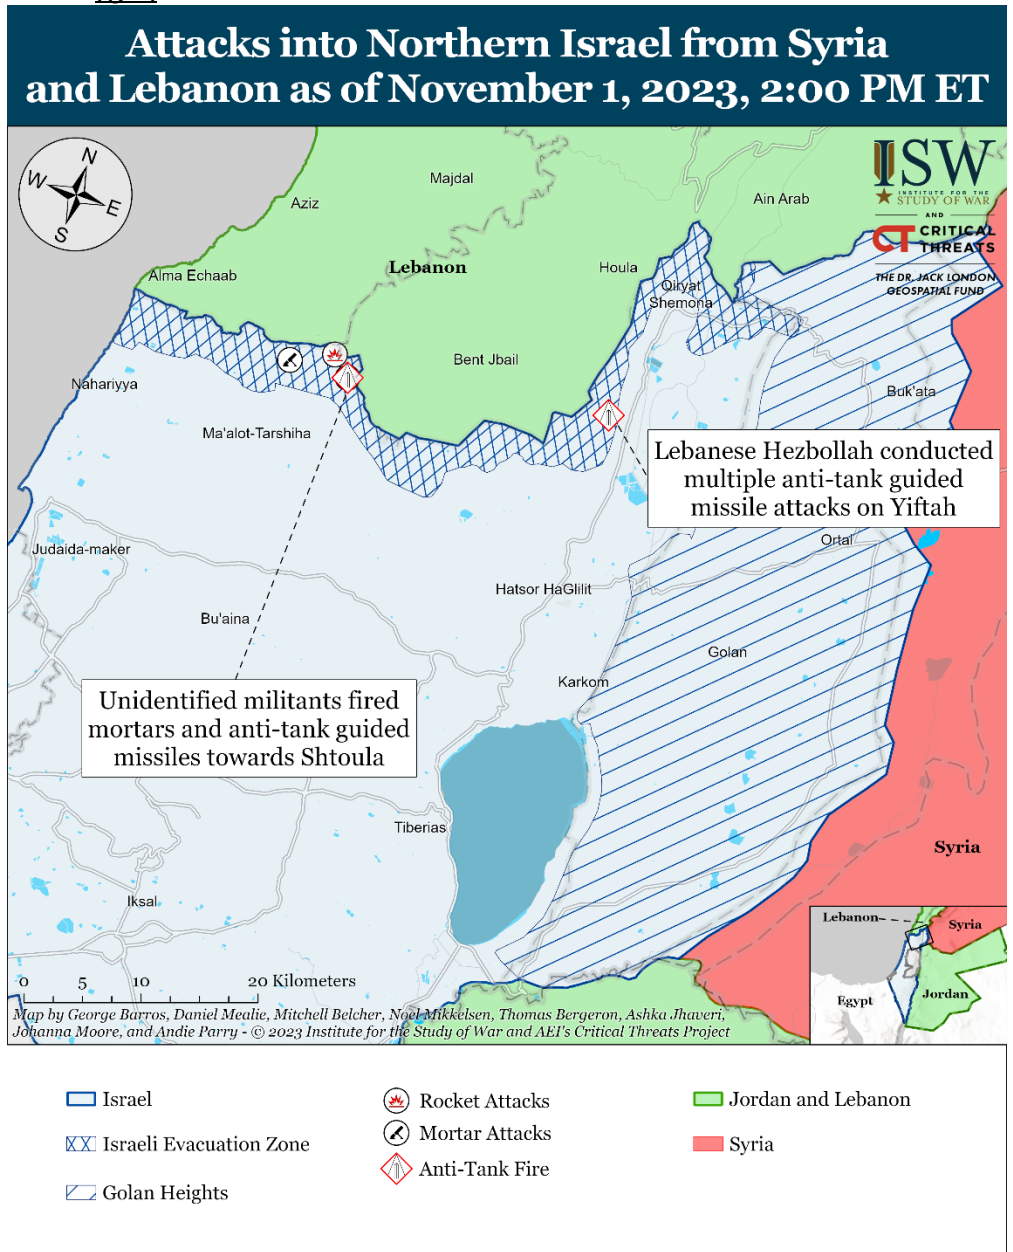 Attacks into Northern Israel from Syria
and Lebanon as of November 1, 2023, 2:00 PM ET
N
W
E
S
ISW
INSTITUTE FOR THE
STUDY OF WAR
AND
CT CRITICAL
THREATS
THE DR. JACK LONDON
GEOSPATIAL FUND
Majdal
Ain Arab
Aziz
Lebanon
Houla
Alma Echaab
Qiryat
Shemona
Bent Jbail
Nahariyya
Buk'ata
Ma'alot-Tarshiha
Lebanese Hezbollah conducted
multiple anti-tank guided
missile attacks on Yiftah
Ortal
Judaida-maker
Hatsor HaGlilit
Bu'aina
Golan
Karkom
Unidentified militants fired
mortars and anti-tank guided
missiles towards Shtoula
Tiberias
Syria
Iksal
Lebanon
Syria
Egypt
Jordan
0 5 10 20 Kilometers
Map by George Barros, Daniel Mealie, Mitchell Belcher, Noel Mikkelsen, Thomas Bergeron, Ashka Jhaveri,
Johanna Moore, and Andie Parry - © 2023 Institute for the Study of War and AEI's Critical Threats Project
Israel
Israeli Evacuation Zone
Golan Heights
Rocket Attacks
Mortar Attacks
Anti-Tank Fire
Jordan and Lebanon
Syria